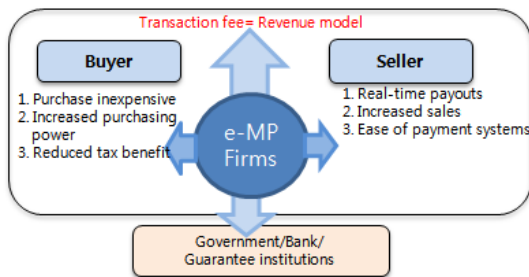 Transaction fee= Revenue model
Buyer
1. Purchase inexpensive
2. Increased purchasing
power
3. Reduced tax benefit
e-MP
Firms
Seller
1. Real-time payouts
2. Increased sales
3. Ease of payment systems
Government/Bank/
Guarantee institutions